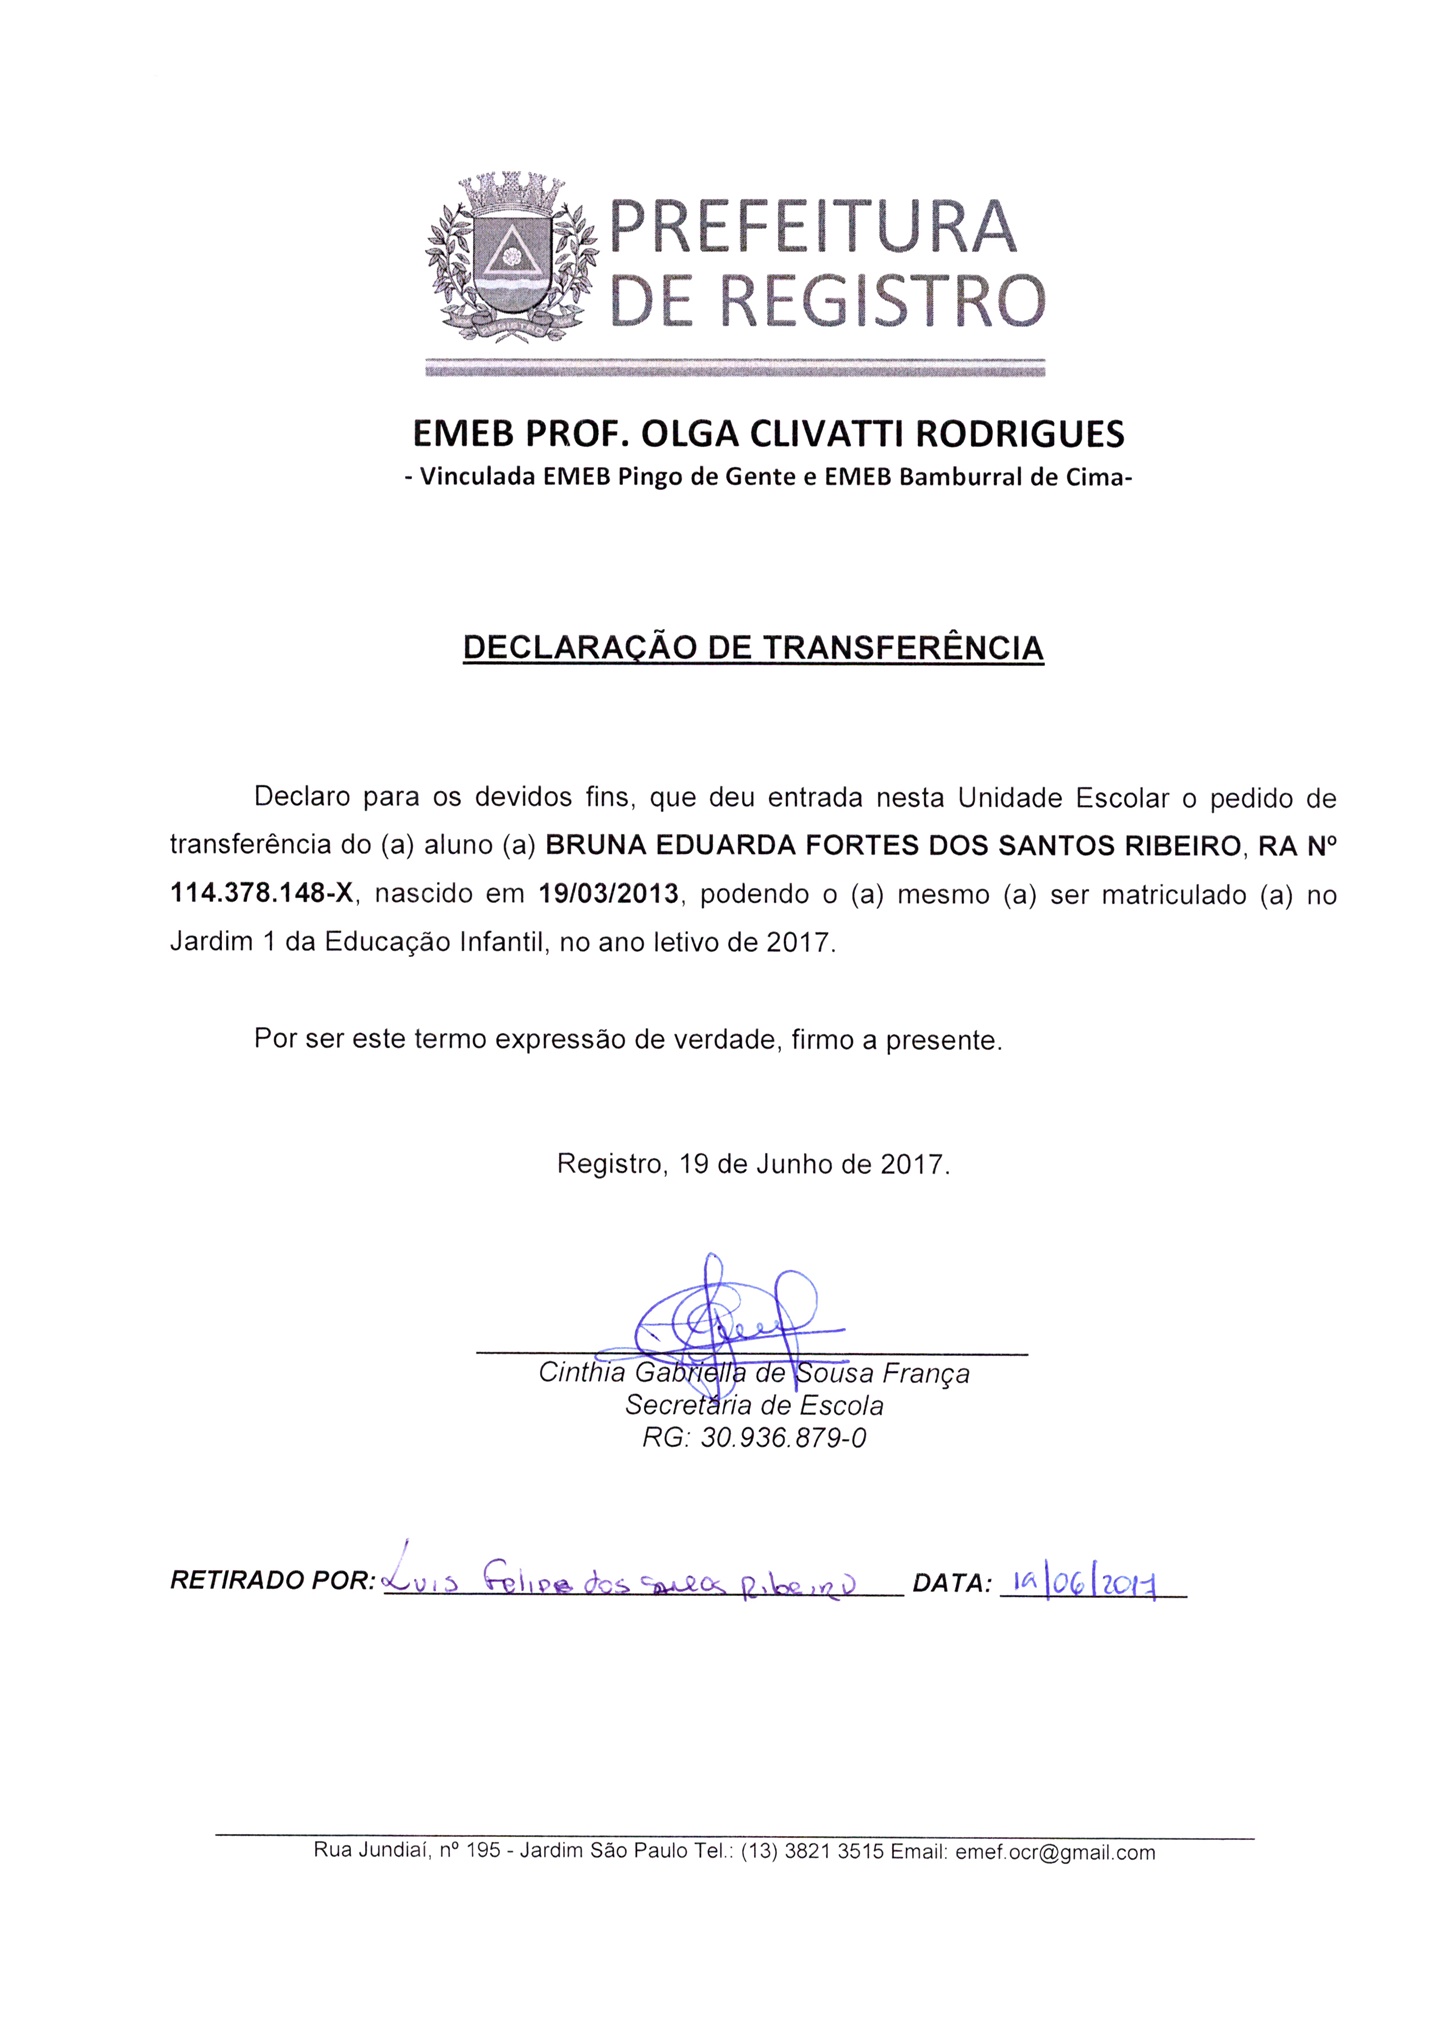 REGISTRO
PREFEITURA
DE REGISTRO
EMEB PROF. OLGA CLIVATTI RODRIGUES
- Vinculada EMEB Pingo de Gente e EMEB Bamburral de Cima-
DECLARAÇÃO DE TRANSFERÊNCIA
Declaro para os devidos fins, que deu entrada nesta Unidade Escolar o pedido de
transferência do (a) aluno (a) BRUNA EDUARDA FORTES DOS SANTOS RIBEIRO, RA Nº
114.378.148-X, nascido em 19/03/2013, podendo o (a) mesmo (a) ser matriculado (a) no
Jardim 1 da Educação Infantil, no ano letivo de 2017.
Por ser este termo expressão de verdade, firmo a presente.
Registro, 19 de Junho de 2017.
Cinthia Gabriella de Sousa França
Secretária de Escola
RG: 30.936.879-0
RETIRADO POR: Luis Felipe dos Santos Ribeiro DATA: 19/06/2017
Rua Jundiaí, nº 195 - Jardim São Paulo Tel.: (13) 3821 3515 Email: emef.ocr@gmail.com